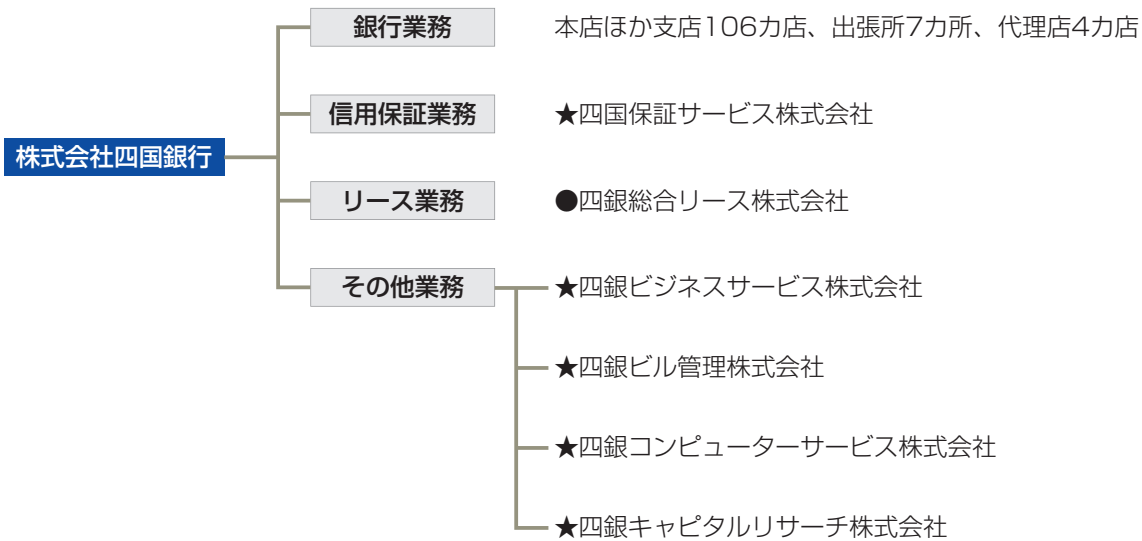 銀行業務 本店ほか支店106カ店、出張所7カ所、代理店4カ店
信用保証業務 ★四国保証サービス株式会社
株式会社四国銀行
リース業務 ●四銀総合リース株式会社
その他業務 ★四銀ビジネスサービス株式会社
★四銀ビル管理株式会社
★四銀コンピューターサービス株式会社
★四銀キャピタルリサーチ株式会社